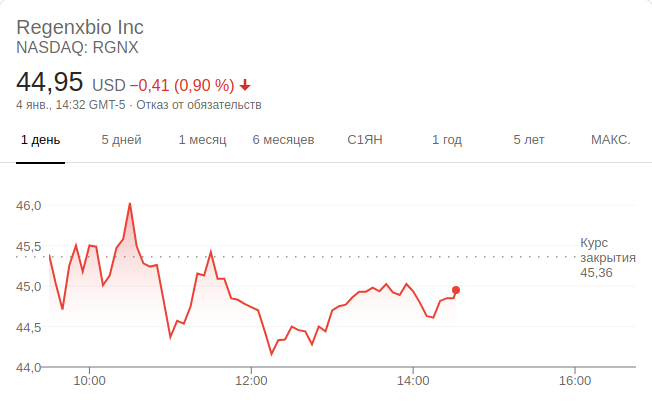 Regenxbio Inc
NASDAQ: RGNX
44,95 USD −0,41 (0,90 %)
4 янв., 14:32 GMT-5 · Отказ от обязательств
1 день 5 дней 1 месяц 6 месяцев С1ЯН 1 год 5 лет МАКС.
46,0
45,5
45,0
44,5
44,0
Курс
закрытия
45,36
10:00 12:00 14:00 16:00